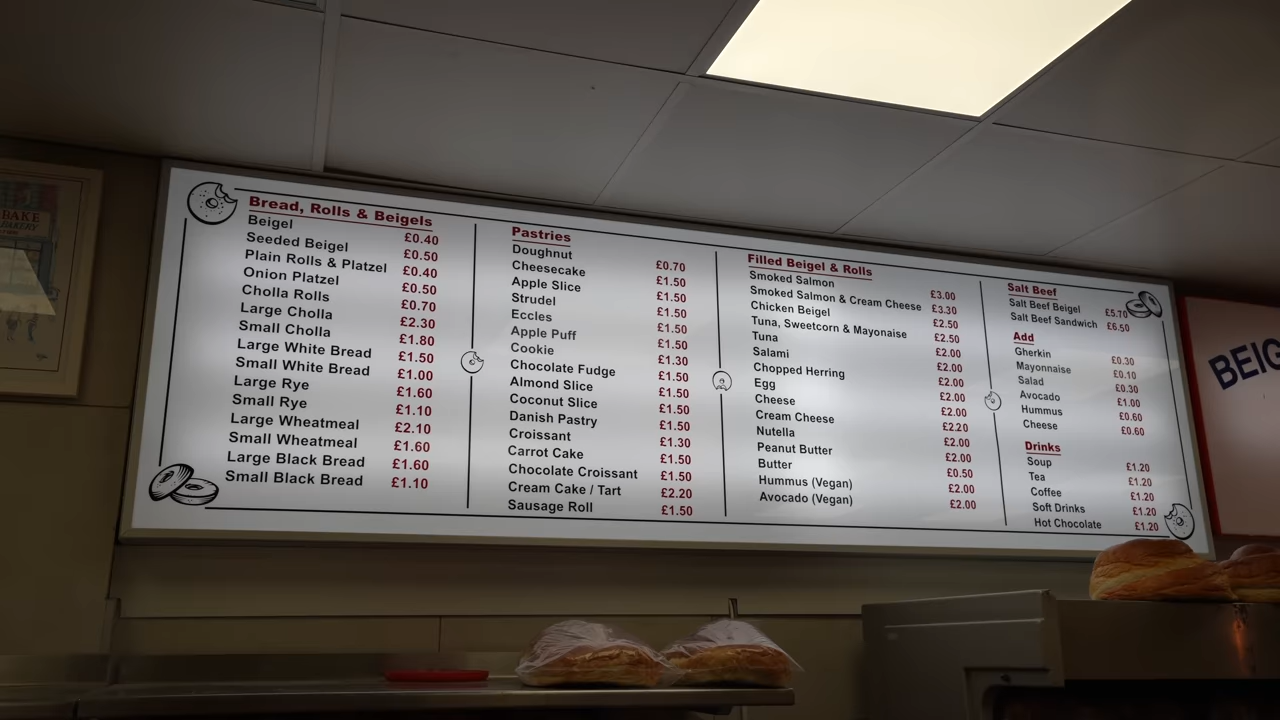 BAKE
BAKERY
Bread, Rolls & Beigels
Beigel £0.40
Seeded Beigel £0.50
Plain Rolls & Platzel £0.40
Onion Platzel £0.50
Cholla Rolls £0.70
Large Cholla £2.30
Small Cholla £1.80
Large White Bread £1.50
Small White Bread £1.00
Large Rye £1.60
Small Rye £1.10
Large Wheatmeal £2.10
Small Wheatmeal £1.60
Large Black Bread £1.60
Small Black Bread £1.10
Pastries
Doughnut £0.70
Cheesecake £1.50
Apple Slice £1.50
Strudel £1.50
Eccles £1.50
Apple Puff £1.50
Cookie £1.30
Chocolate Fudge £1.50
Almond Slice £1.50
Coconut Slice £1.50
Danish Pastry £1.50
Croissant £1.30
Carrot Cake £1.50
Chocolate Croissant £1.50
Cream Cake / Tart £2.20
Sausage Roll £1.50
Filled Beigel & Rolls
Smoked Salmon £3.00
Smoked Salmon & Cream Cheese £3.30
Chicken Beigel £2.50
Tuna, Sweetcorn & Mayonaise £2.50
Tuna £2.00
Salami £2.00
Chopped Herring £2.00
Egg £2.00
Cheese £2.00
Cream Cheese £2.20
Nutella £2.00
Peanut Butter £2.00
Butter £0.50
Hummus (Vegan) £2.00
Avocado (Vegan) £2.00
Salt Beef
Salt Beef Beigel £5.70
Salt Beef Sandwich £6.50
Add
Gherkin £0.30
Mayonnaise £0.10
Salad £0.30
Avocado £1.00
Hummus £0.60
Cheese £0.60
Drinks
Soup £1.20
Tea £1.20
Coffee £1.20
Soft Drinks £1.20
Hot Chocolate £1.20
BEIG